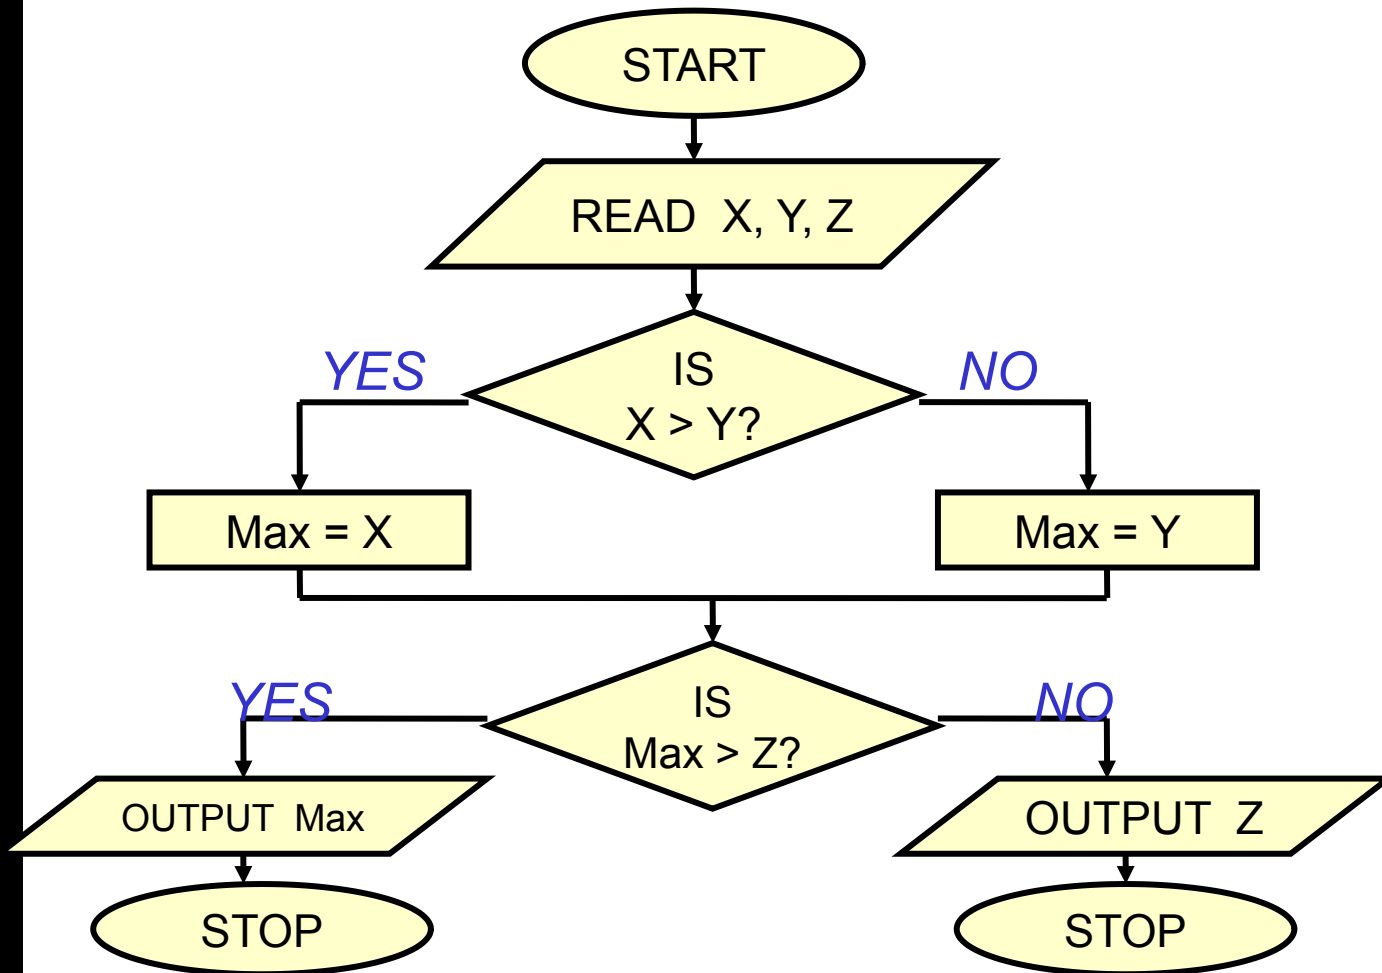 START
READ X, Y, Z
YES
IS
X > Y?
NO
Max = X
Max = Y
YES
IS
Max > Z?
NO
OUTPUT Max
OUTPUT Z
STOP
STOP